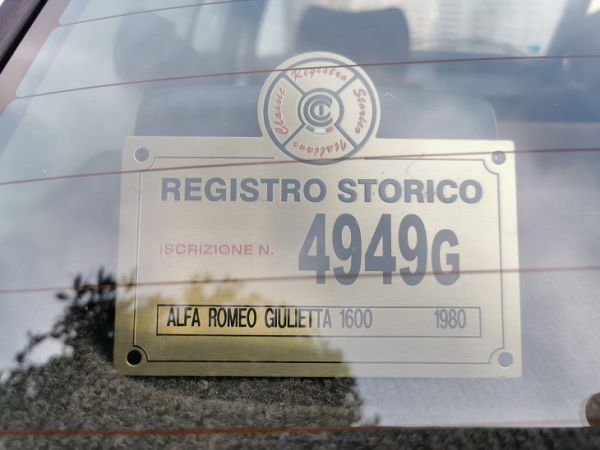 Classic Registro Storico Italiano
REGISTRO STORICO
ISCRIZIONE N. 4949G
ALFA ROMEO GIULIETTA 1600 1980